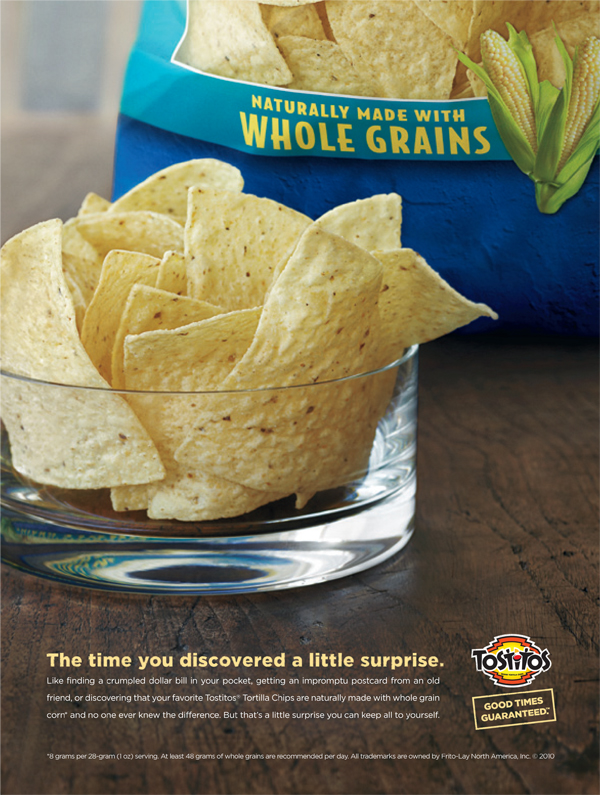 NATURALLY MADE WITH
WHOLE GRAINS
The time you discovered a little surprise.
Like finding a crumpled dollar bill in your pocket, getting an impromptu postcard from an old
friend, or discovering that your favorite Tostitos® Tortilla Chips are naturally made with whole grain
corn* and no one ever knew the difference. But that's a little surprise you can keep all to yourself.
TOSTITOS
GOOD TIMES
GUARANTEED.™
*8 grams per 28-gram (1 oz) serving. At least 48 grams of whole grains are recommended per day. All trademarks are owned by Frito-Lay North America, Inc. © 2010